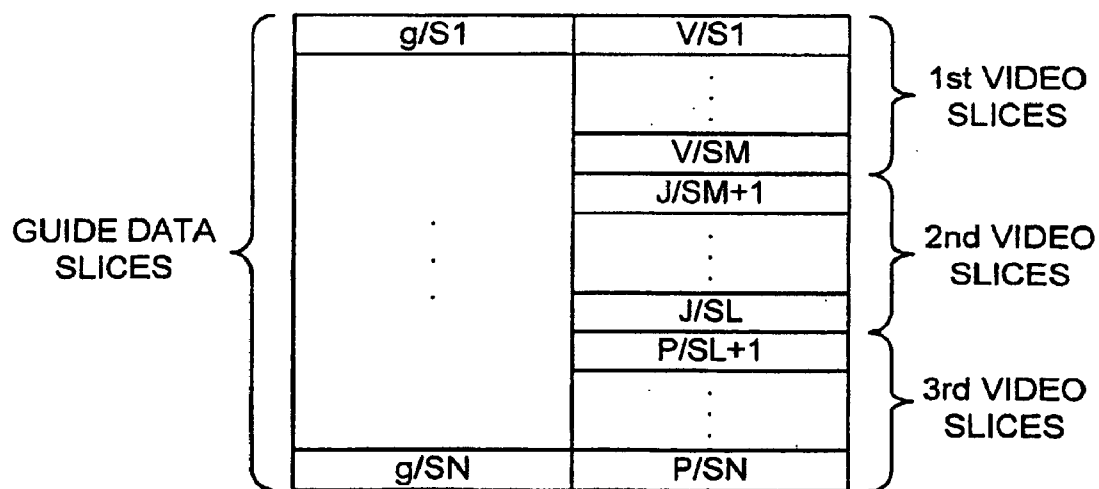 g/S1 V/S1
1st VIDEO
SLICES
V/SM
J/SM+1
GUIDE DATA
SLICES
2nd VIDEO
SLICES
J/SL
P/SL+1
3rd VIDEO
SLICES
g/SN P/SN